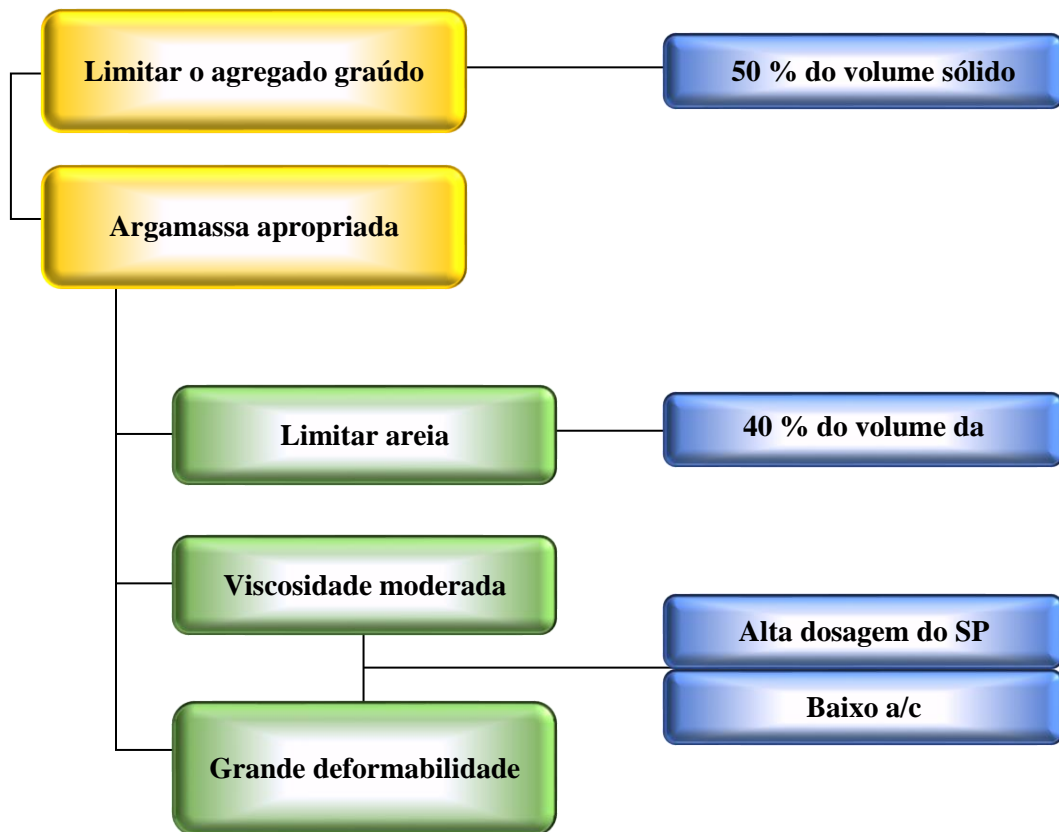 Limitar o agregado graúdo
50 % do volume sólido
Argamassa apropriada
Limitar areia
40 % do volume da
Viscosidade moderada
Alta dosagem do SP
Baixo a/c
Grande deformabilidade